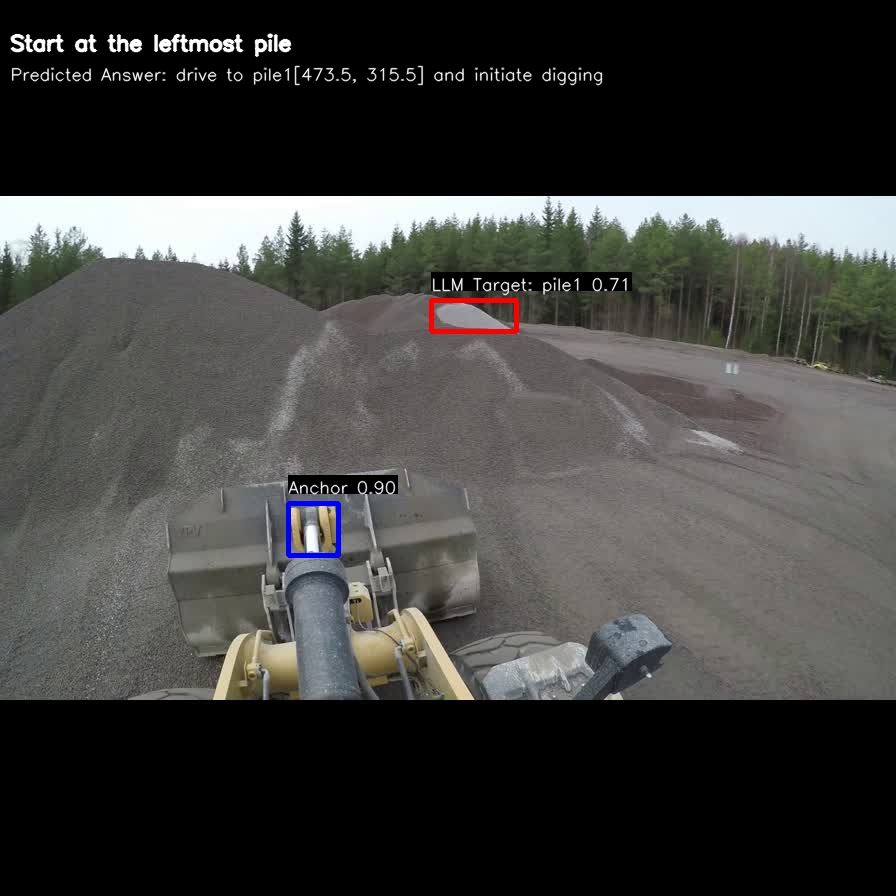 Start at the leftmost pile
Predicted Answer: drive to pile1[473.5, 315.5] and initiate digging
LLM Target: pile1 0.71
Anchor 0.90